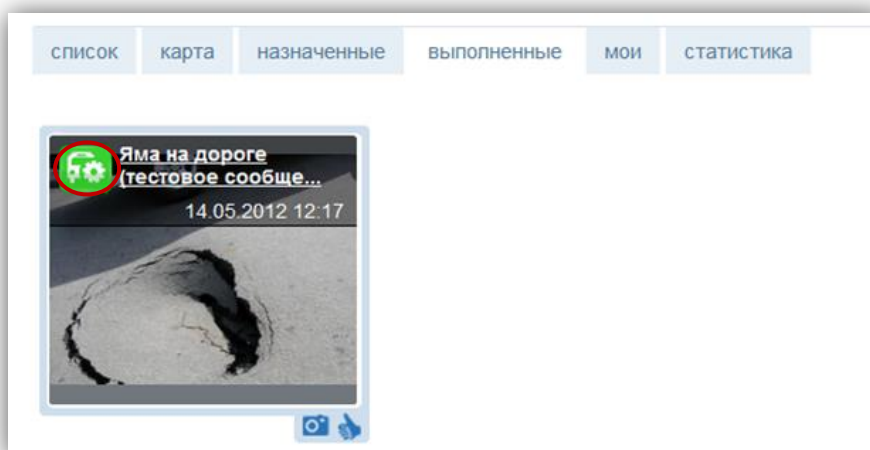 список карта назначенные выполненные мои статистика
Яма на дороге
(тестовое сообще...
14.05.2012 12:17